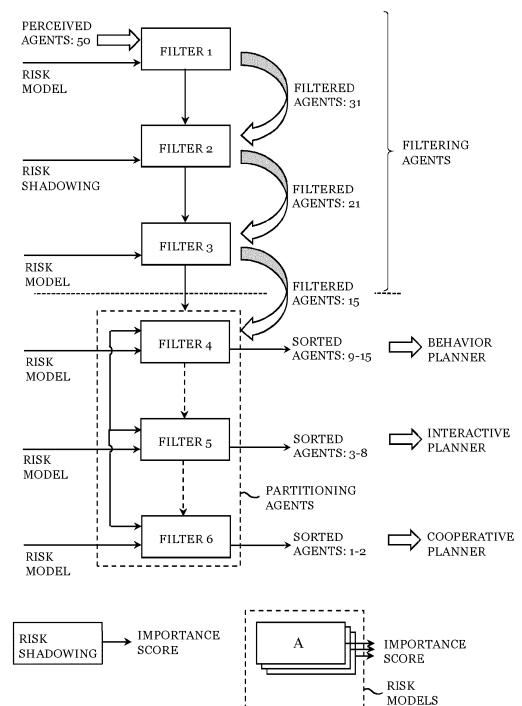 PERCEIVED
AGENTS: 50
FILTER 1
RISK
MODEL
FILTERED
AGENTS: 31
FILTERING
AGENTS
FILTER 2
RISK
SHADOWING
FILTERED
AGENTS: 21
FILTER 3
RISK
MODEL
FILTERED
AGENTS: 15
FILTER 4
RISK
MODEL
SORTED
AGENTS: 9-15
BEHAVIOR
PLANNER
FILTER 5
RISK
MODEL
SORTED
AGENTS: 3-8
INTERACTIVE
PLANNER
PARTITIONING
AGENTS
FILTER 6
RISK
MODEL
SORTED
AGENTS: 1-2
COOPERATIVE
PLANNER
RISK
SHADOWING
IMPORTANCE
SCORE
A
IMPORTANCE
SCORE
RISK
MODELS